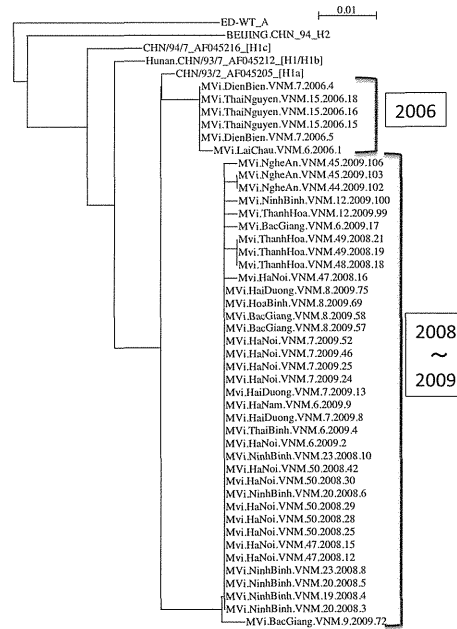 0.01
ED-WT_A
BEIJING.CHN_94_H2
CHN/94/7_AF045216_[H1c]
Hunan.CHN/93/7_AF045212_[H1/H1b]
CHN/93/2_AF045205_[H1a]
MVi.DienBien.VNM.7.2006.4
MVi.ThaiNguyen.VNM.15.2006.18
MVi.ThaiNguyen.VNM.15.2006.16
MVi.ThaiNguyen.VNM.15.2006.15
MVi.DienBien.VNM.7.2006.5
MVi.LaiChau.VNM.6.2006.1
2006
MVi.NgheAn.VNM.45.2009.106
MVi.NgheAn.VNM.45.2009.103
MVi.NgheAn.VNM.44.2009.102
MVi.NinhBinh.VNM.12.2009.100
MVi.ThanhHoa.VNM.12.2009.99
MVi.BacGiang.VNM.6.2009.17
Mvi.ThanhHoa.VNM.49.2008.21
MVi.ThanhHoa.VNM.49.2008.19
Mvi.ThanhHoa.VNM.48.2008.18
MVi.HaNoi.VNM.47.2008.16
MVi.HaiDuong.VNM.8.2009.75
MVi.HoaBinh.VNM.8.2009.69
MVi.BacGiang.VNM.8.2009.58
MVi.BacGiang.VNM.8.2009.57
MVi.HaNoi.VNM.7.2009.52
MVi.HaNoi.VNM.7.2009.46
MVi.HaNoi.VNM.7.2009.25
MVi.HaNoi.VNM.7.2009.24
Mvi.HaiDuong.VNM.7.2009.13
MVi.HaNam.VNM.6.2009.9
MVi.HaiDuong.VNM.7.2009.8
MVi.ThaiBinh.VNM.6.2009.4
MVi.HaNoi.VNM.6.2009.2
MVi.NinhBinh.VNM.23.2008.10
MVi.HaNoi.VNM.50.2008.42
MVi.HaNoi.VNM.50.2008.30
MVi.NinhBinh.VNM.20.2008.6
MVi.HaNoi.VNM.50.2008.29
Mvi.HaNoi.VNM.50.2008.28
Mvi.HaNoi.VNM.50.2008.25
MVi.HaNoi.VNM.47.2008.15
Mvi.HaNoi.VNM.47.2008.12
MVi.NinhBinh.VNM.23.2008.8
MVi.NinhBinh.VNM.20.2008.5
MVi.NinhBinh.VNM.19.2008.4
MVi.NinhBinh.VNM.20.2008.3
MVi.BacGiang.VNM.9.2009.72
2008
~
2009